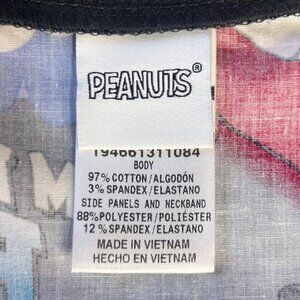 PEANUTS®
194661311084
BODY
97% COTTON/ALGODÓN
3% SPANDEX/ELASTANO
SIDE PANELS AND NECKBAND
88% POLYESTER/POLIÉSTER
12% SPANDEX/ELASTANO
MADE IN VIETNAM
HECHO EN VIETNAM